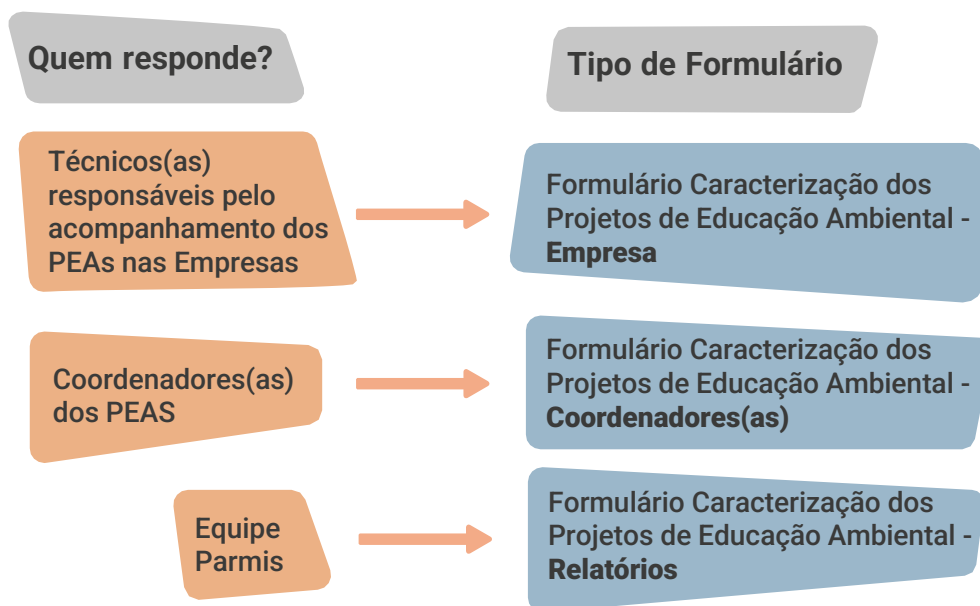 Quem responde?
Tipo de Formulário
Técnicos(as)
responsáveis pelo
acompanhamento dos
PEAs nas Empresas
Formulário Caracterização dos
Projetos de Educação Ambiental -
Empresa
Coordenadores(as)
dos PEAS
Formulário Caracterização dos
Projetos de Educação Ambiental -
Coordenadores(as)
Equipe
Parmis
Formulário Caracterização dos
Projetos de Educação Ambiental -
Relatórios